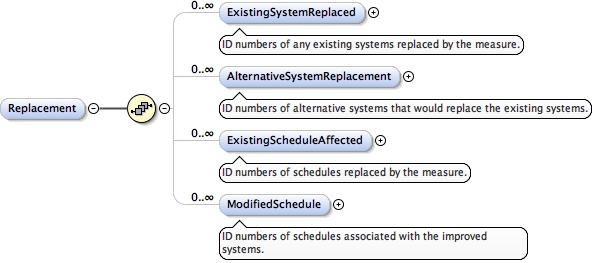 0..∞ ExistingSystemReplaced
ID numbers of any existing systems replaced by the measure.
0..∞ AlternativeSystemReplacement
ID numbers of alternative systems that would replace the existing systems.
Replacement
0..∞ ExistingScheduleAffected
ID numbers of schedules replaced by the measure.
0..∞ ModifiedSchedule
ID numbers of schedules associated with the improved
systems.